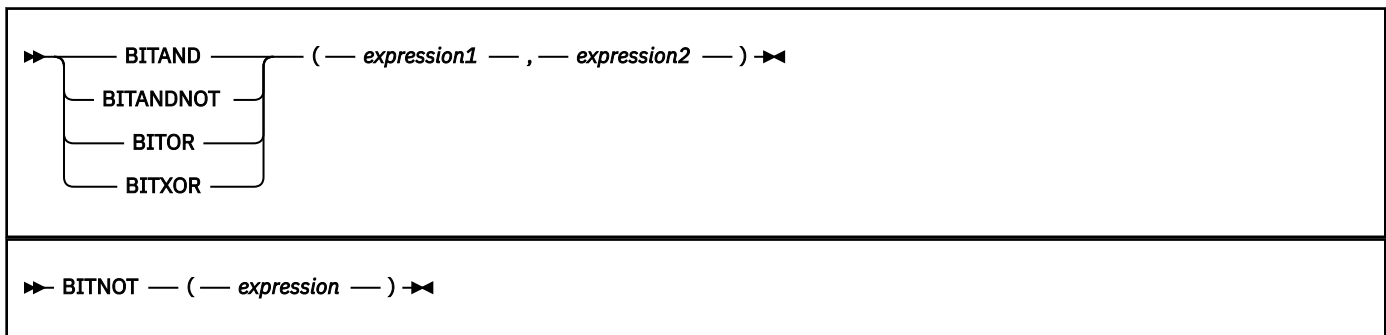 BITAND ( expression1 , expression2 )
BITANDNOT
BITOR
BITXOR
BITNOT ( expression )